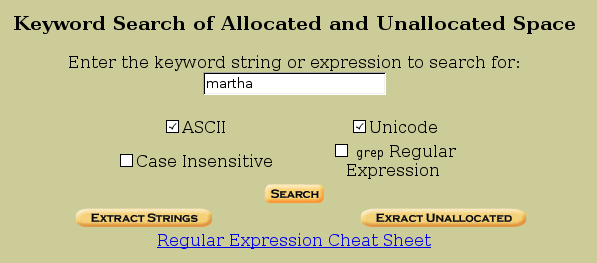 Keyword Search of Allocated and Unallocated Space
Enter the keyword string or expression to search for:
martha
ASCII Unicode
Case Insensitive grep Regular
Expression
SEARCH
EXTRACT STRINGS EXRACT UNALLOCATED
Regular Expression Cheat Sheet